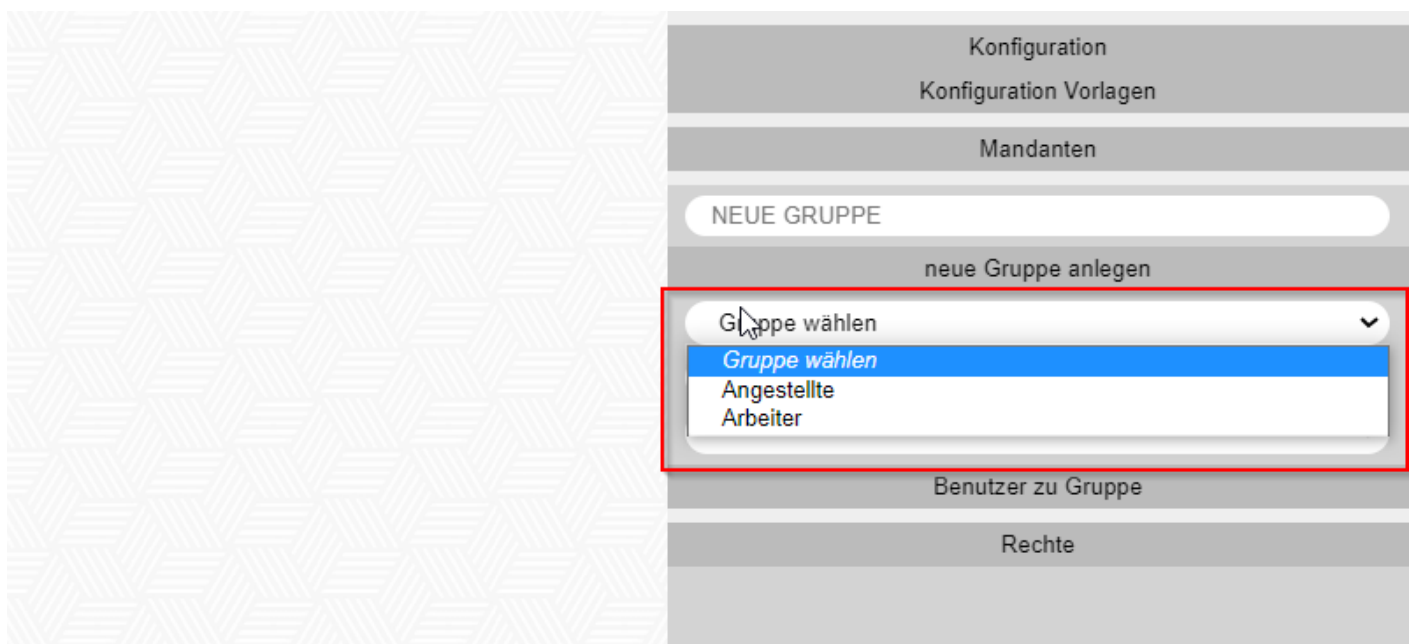 Konfiguration
Konfiguration Vorlagen
Mandanten
NEUE GRUPPE
neue Gruppe anlegen
Gruppe wählen
Gruppe wählen
Angestellte
Arbeiter
Benutzer zu Gruppe
Rechte